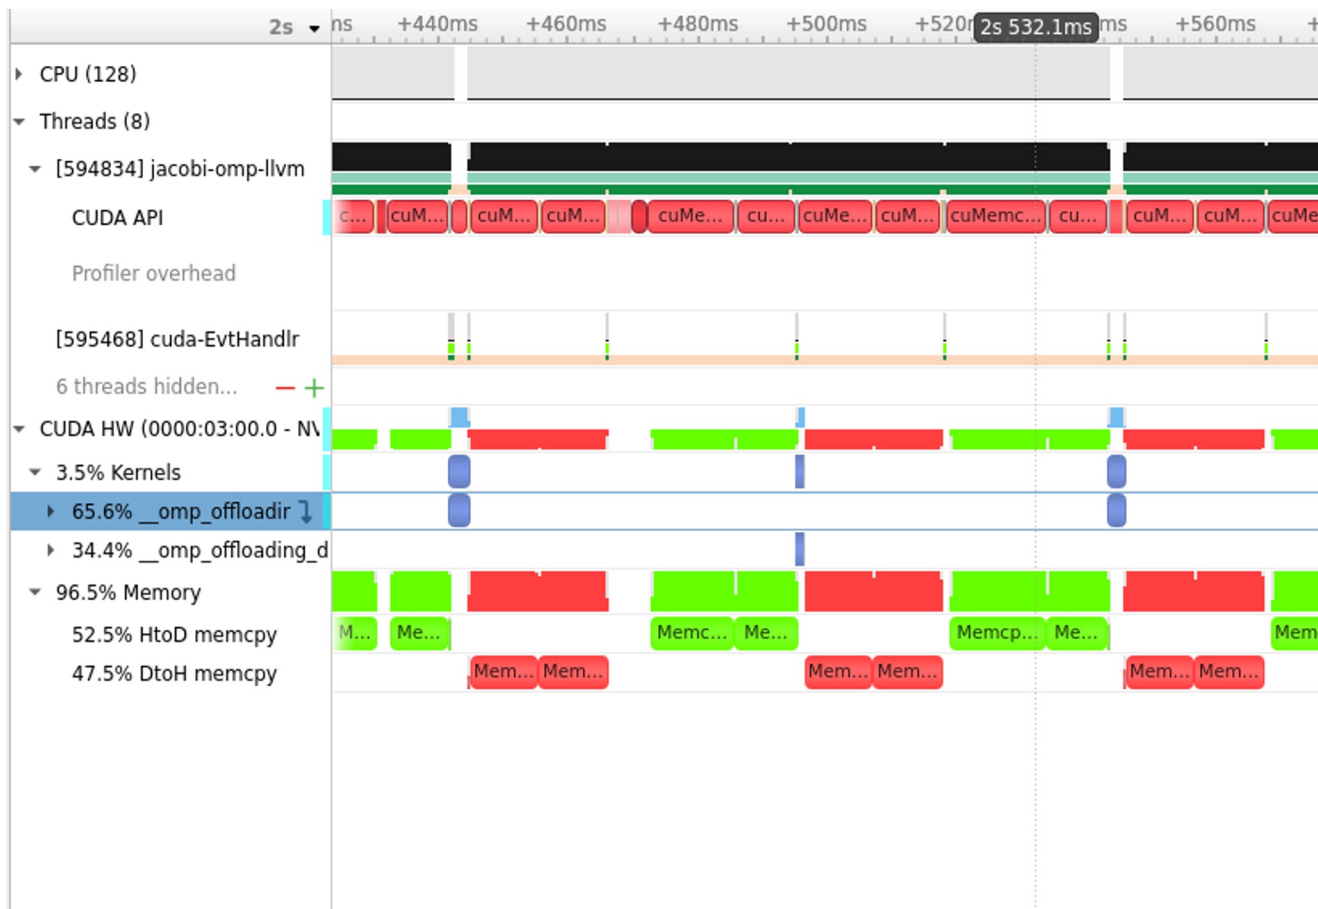 2s ms +440ms +460ms +480ms +500ms +520 2s 532.1ms ms +560ms +
CPU (128)
Threads (8)
[594834] jacobi-omp-llvm
CUDA API c... cuM... cuM... cuM... cuMe... cu... cuMe... cuM... cuMemc... cu... cuM... cuM... cuMe
Profiler overhead
[595468] cuda-EvtHandlr
6 threads hidden... − +
CUDA HW (0000:03:00.0 - NV
3.5% Kernels
65.6% __omp_offloadir
34.4% __omp_offloading_d
96.5% Memory
52.5% HtoD memcpy M... Me... Memc... Me... Memcp... Me... Mem
47.5% DtoH memcpy Mem... Mem... Mem... Mem... Mem... Mem...